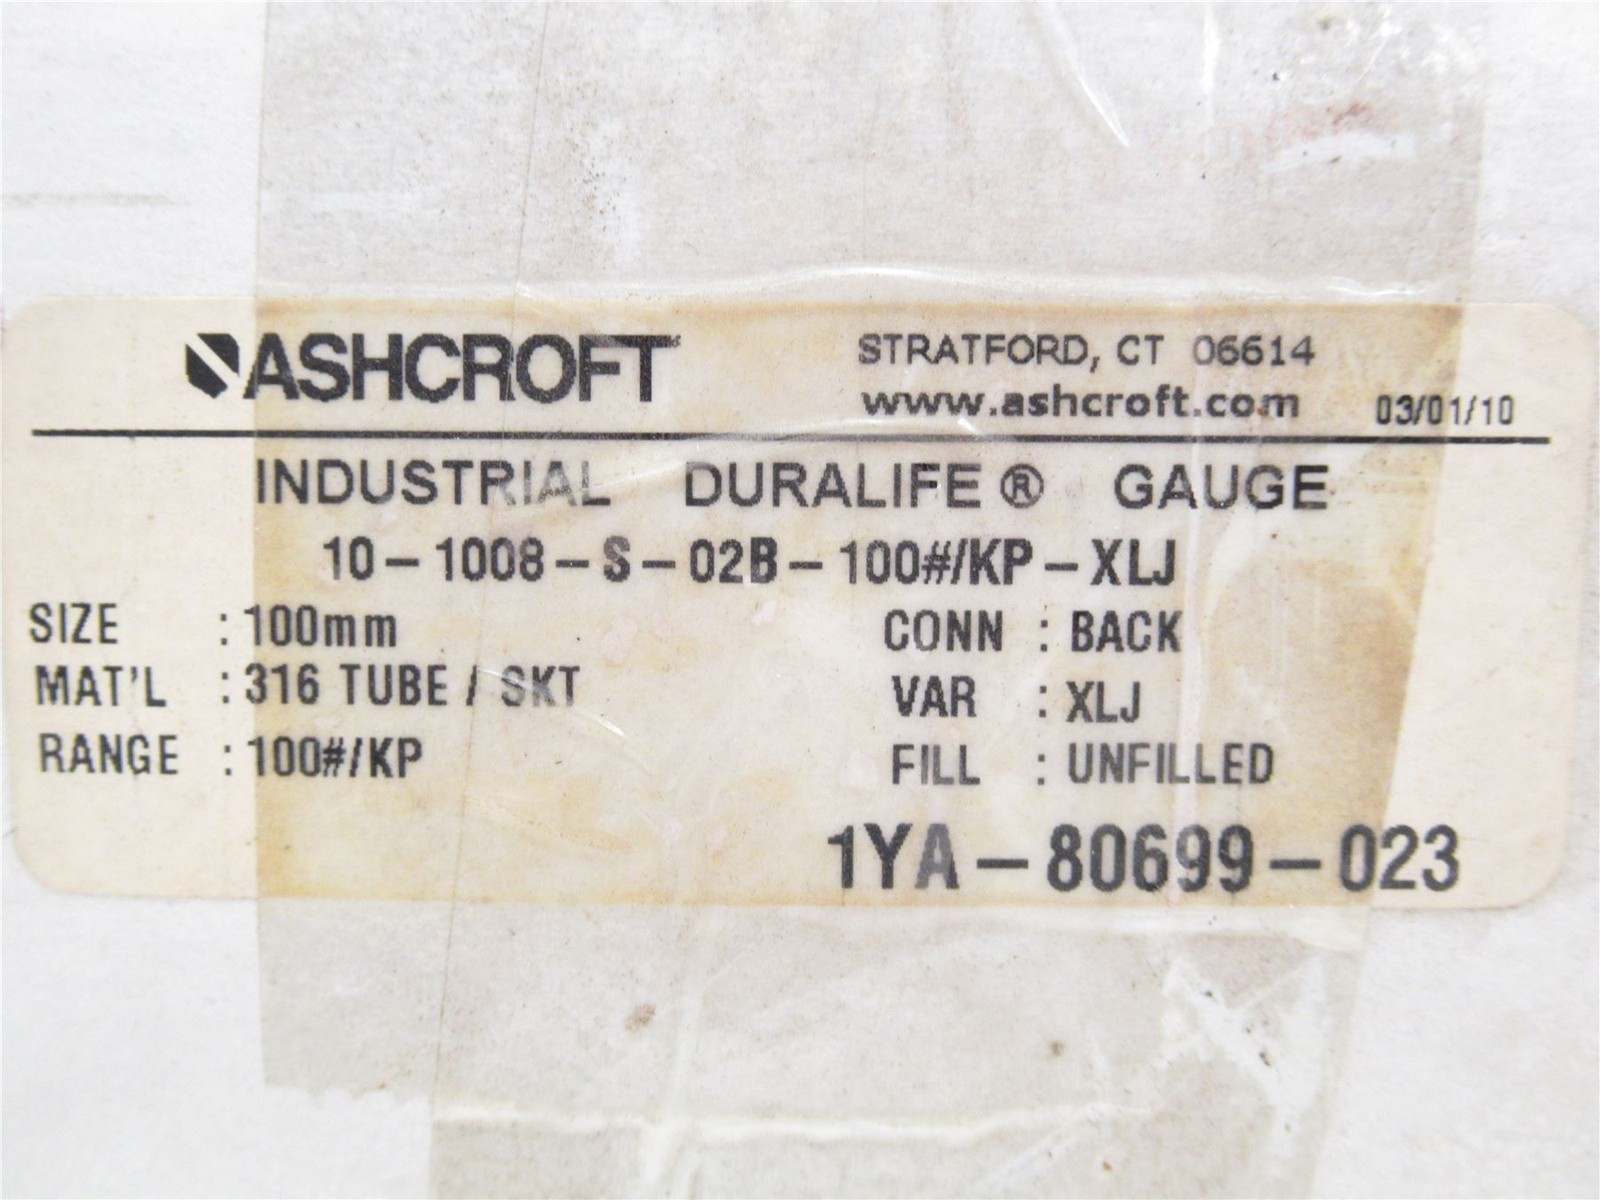 ASHCROFT STRATFORD, CT 06614
www.ashcroft.com 03/01/10
INDUSTRIAL DURALIFE® GAUGE
10-1008-S-02B-100#/KP-XLJ
SIZE : 100mm CONN : BACK
MAT'L : 316 TUBE / SKT VAR : XLJ
RANGE : 100#/KP FILL : UNFILLED
1YA-80699-023